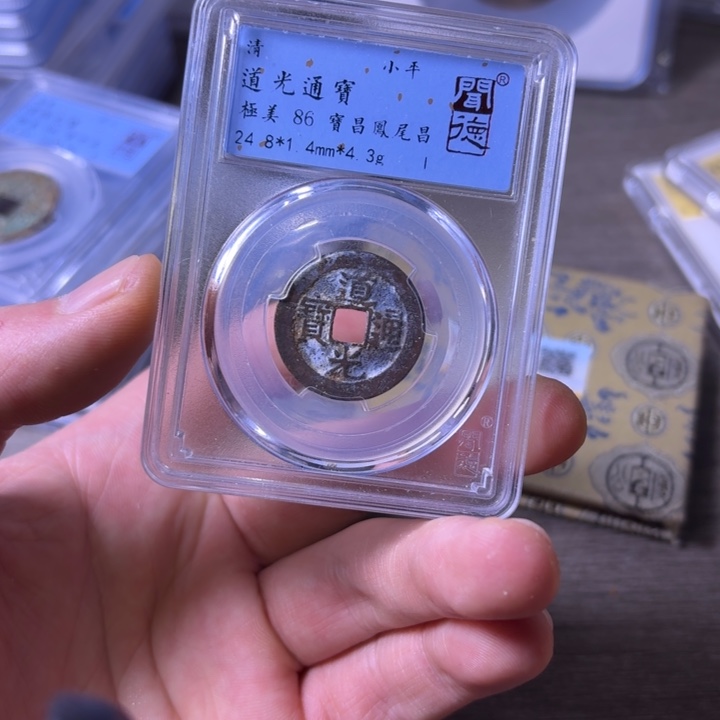 清 小平
道光通寶
極美 86 寶昌鳳尾昌
24.8*1.4mm*4.3g
聞德®
道光通寶